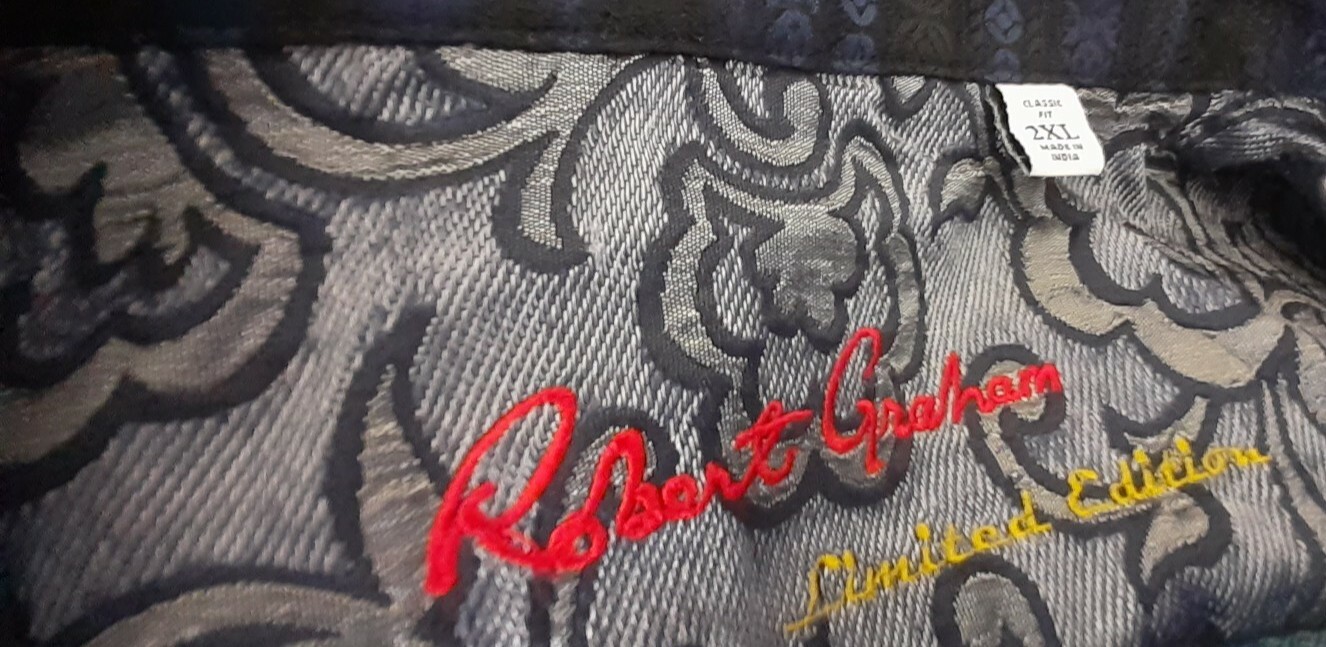 CLASSIC
FIT
2XL
MADE IN
INDIA
Robert Graham
Limited Edition